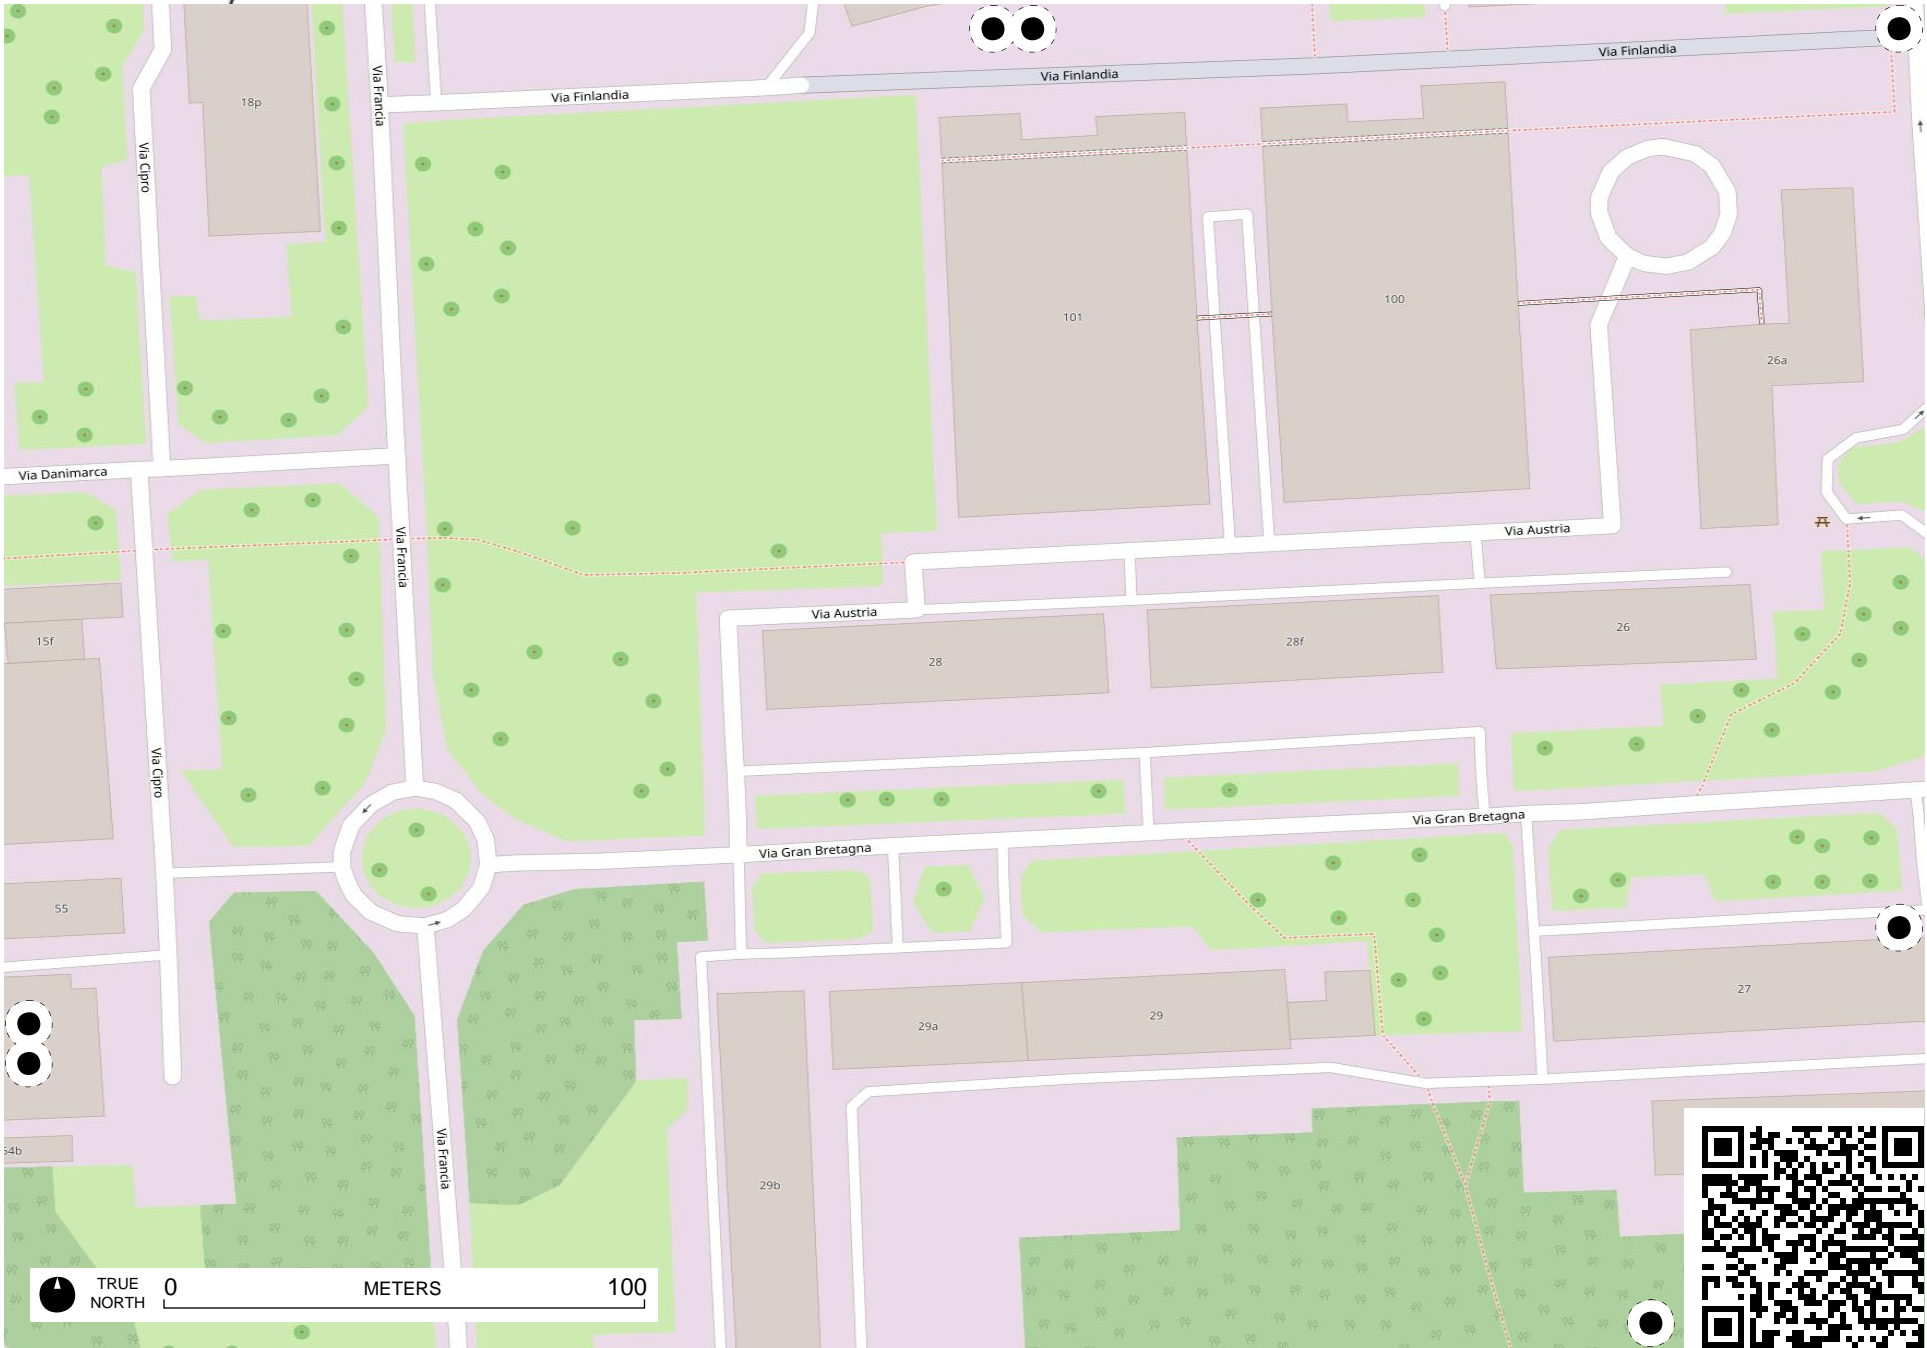 Via Finlandia
Via Finlandia
Via Finlandia
Via Francia
18p
Via Cipro
101
100
26a
Via Danimarca
Via Austria
Via Francia
Via Austria
15f
28
28f
26
Via Cipro
Via Gran Bretagna
Via Gran Bretagna
55
27
29a
29
54b
Via Francia
29b
TRUE
NORTH
0 METERS 100